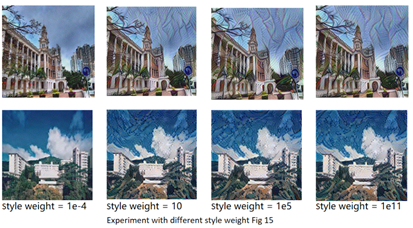 Style weight = 1e-4
Style weight = 10
Style weight = 1e5
Style weight = 1e11
Experiment with different style weight Fig 15